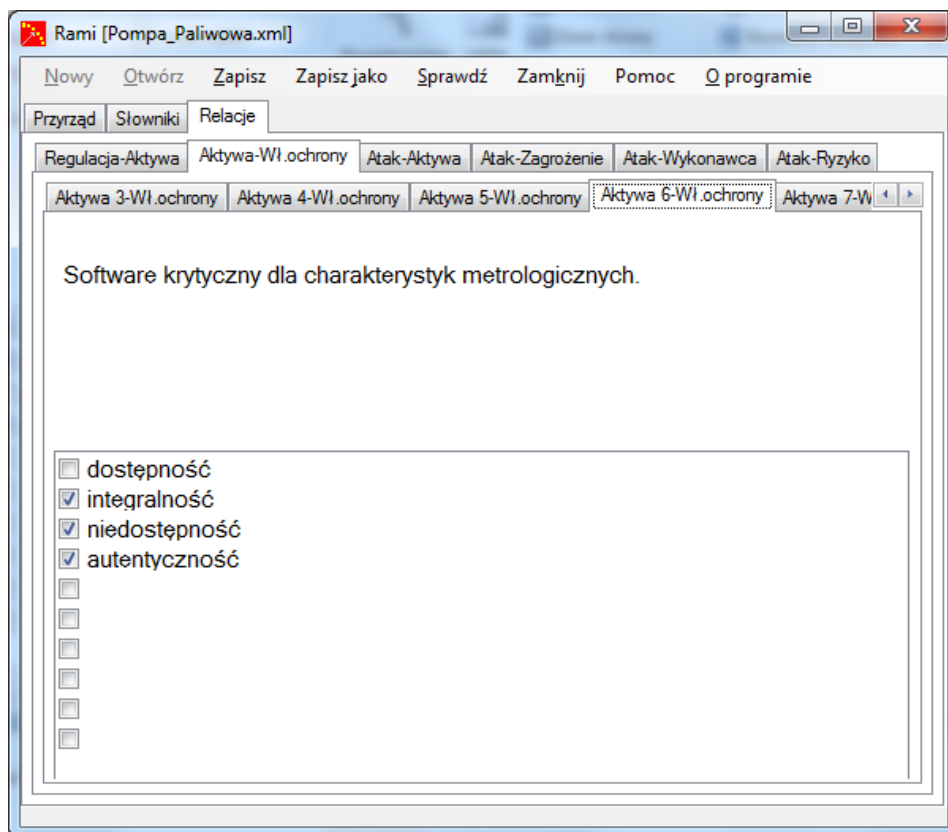 Rami [Pompa_Paliwowa.xml]
Nowy Otwórz Zapisz Zapisz jako Sprawdź Zamknij Pomoc O programie
Przyrząd Słowniki Relacje
Regulacja-Aktywa Aktywa-Wł.ochrony Atak-Aktywa Atak-Zagrożenie Atak-Wykonawca Atak-Ryzyko
Aktywa 3-Wł.ochrony Aktywa 4-Wł.ochrony Aktywa 5-Wł.ochrony Aktywa 6-Wł.ochrony Aktywa 7-W
Software krytyczny dla charakterystyk metrologicznych.
dostępność
integralność
niedostępność
autentyczność